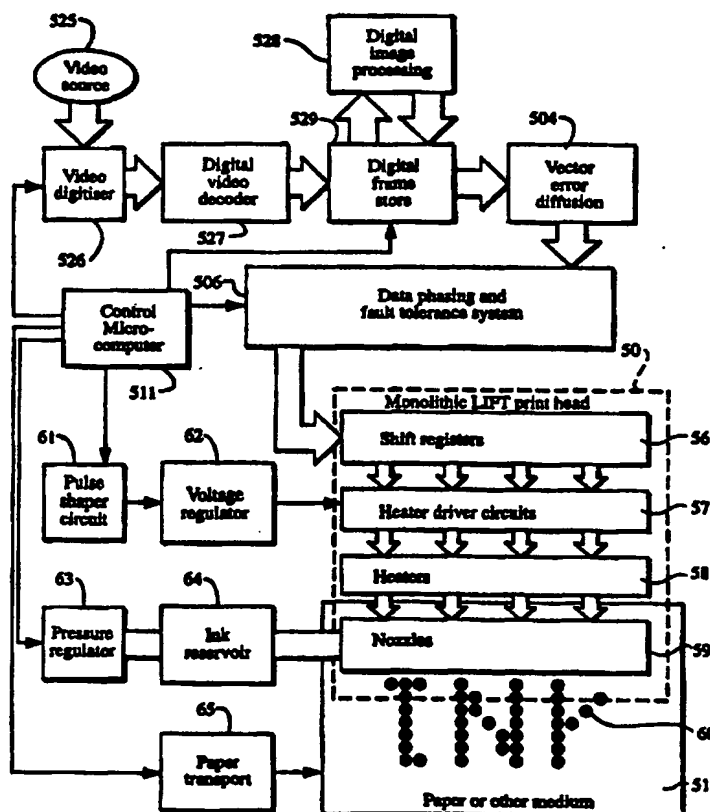 525
Video
source
528
Digital
image
processing
529
504
Video
digitiser
Digital
video
decoder
Digital
frame
store
Vector
error
diffusion
526
527
506
Control
Micro-
computer
Data phasing and
fault tolerance system
511
50
Monolithic LIFT print head
61
62
Shift registers
56
Pulse
shaper
circuit
Voltage
regulator
Heater driver circuits
57
63
64
Heaters
58
Pressure
regulator
Ink
reservoir
Nozzles
59
INK
65
60
Paper
transport
51
Paper or other medium